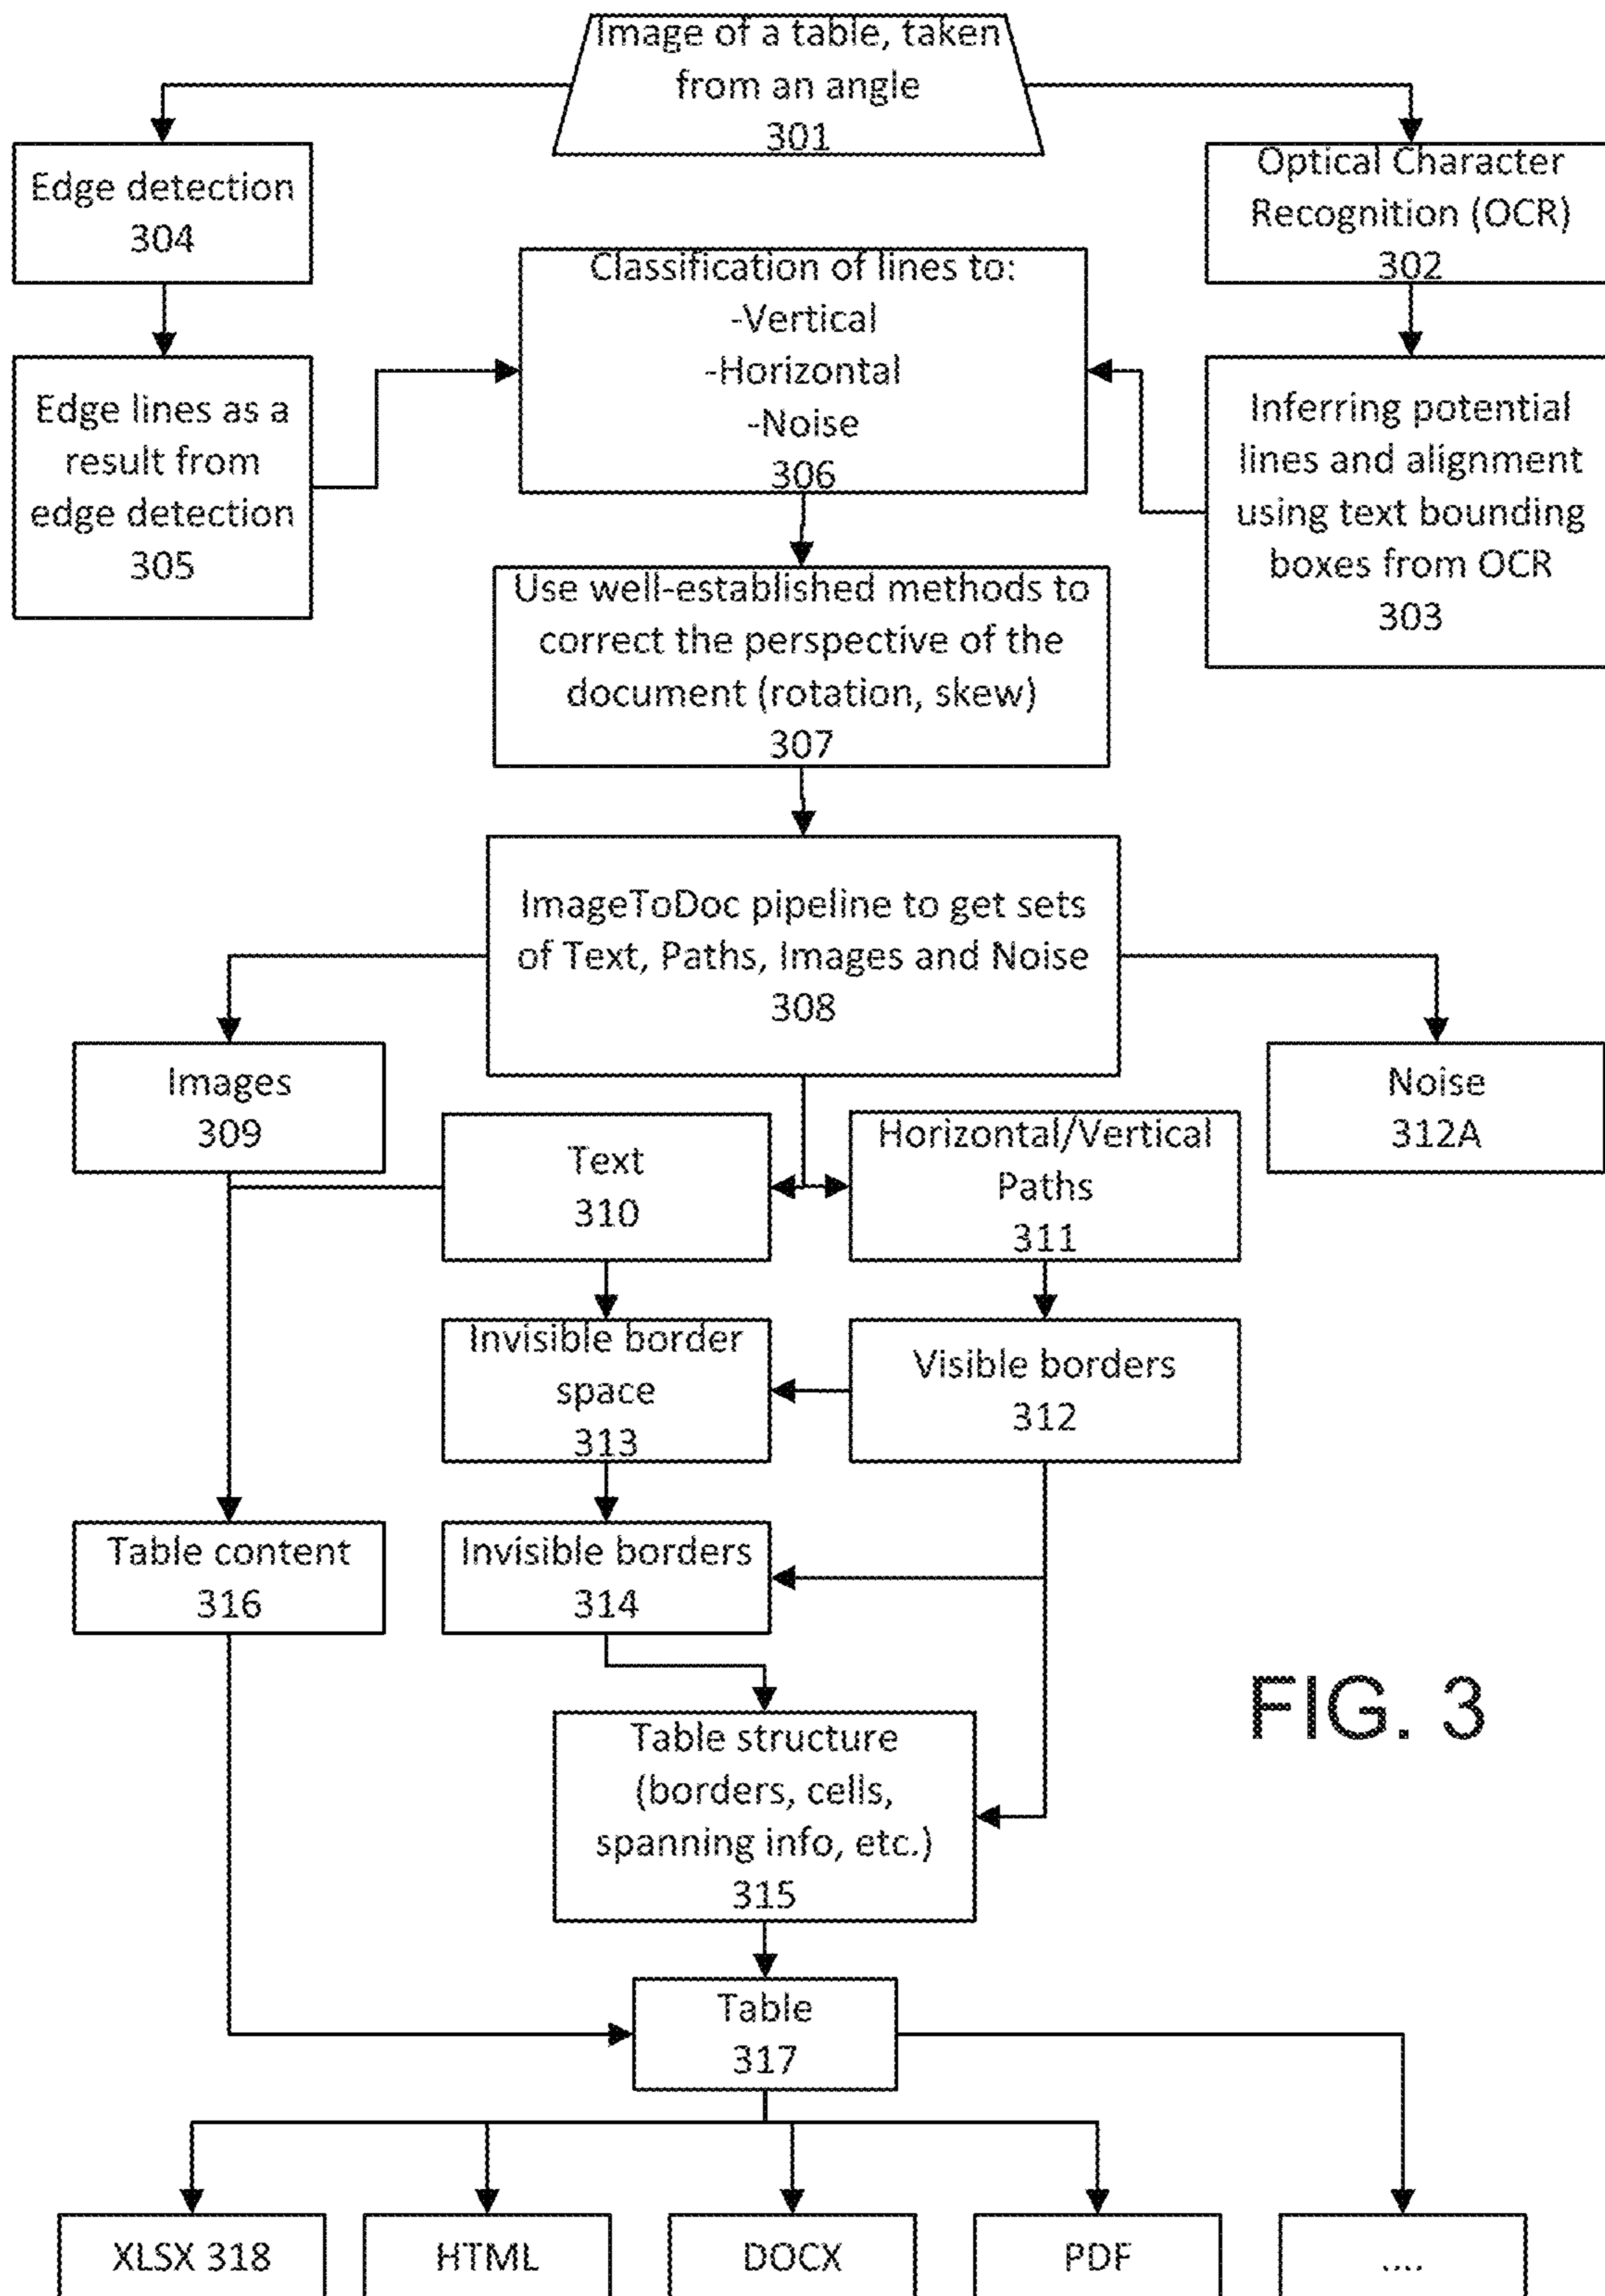 Image of a table, taken
from an angle
301
Edge detection
304
Optical Character
Recognition (OCR)
302
Classification of lines to:
-Vertical
-Horizontal
-Noise
306
Edge lines as a
result from
edge detection
305
Inferring potential
lines and alignment
using text bounding
boxes from OCR
303
Use well-established methods to
correct the perspective of the
document (rotation, skew)
307
ImageToDoc pipeline to get sets
of Text, Paths, Images and Noise
308
Images
309
Text
310
Horizontal/Vertical
Paths
311
Noise
312A
Invisible border
space
313
Visible borders
312
Table content
316
Invisible borders
314
Table structure
(borders, cells,
spanning info, etc.)
315
FIG. 3
Table
317
XLSX 318
HTML
DOCX
PDF
....